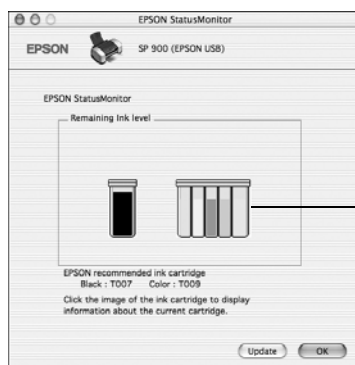 EPSON StatusMonitor
EPSON
SP 900 (EPSON USB)
EPSON StatusMonitor
Remaining Ink level
EPSON recommended ink cartridge
Black : T007 Color : T009
Click the image of the ink cartridge to display
information about the current cartridge.
Update
OK